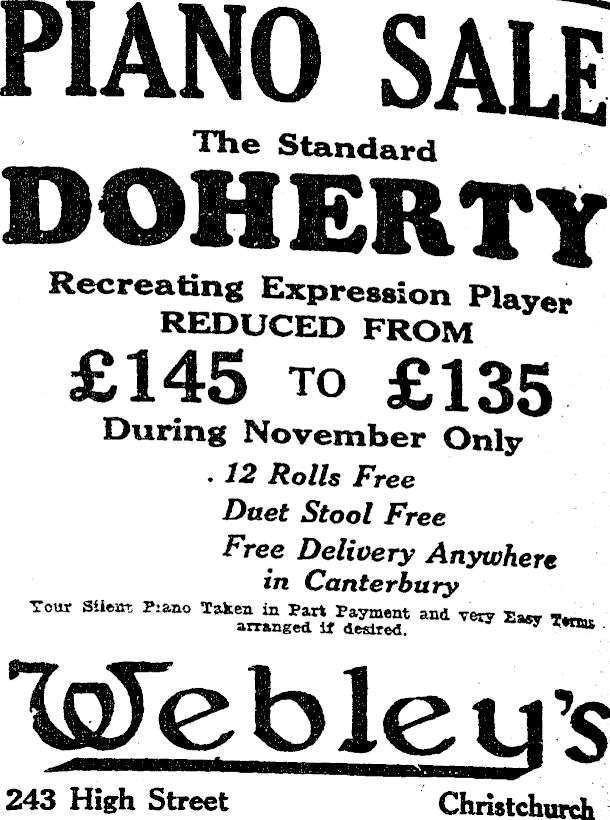 PIANO SALE
The Standard
DOHERTY
Recreating Expression Player
REDUCED FROM
£145 TO £135
During November Only
12 Rolls Free
Duet Stool Free
Free Delivery Anywhere
in Canterbury
Your Silent Piano Taken in Part Payment and very Easy Terms
arranged if desired.
Webley's
243 High Street Christchurch